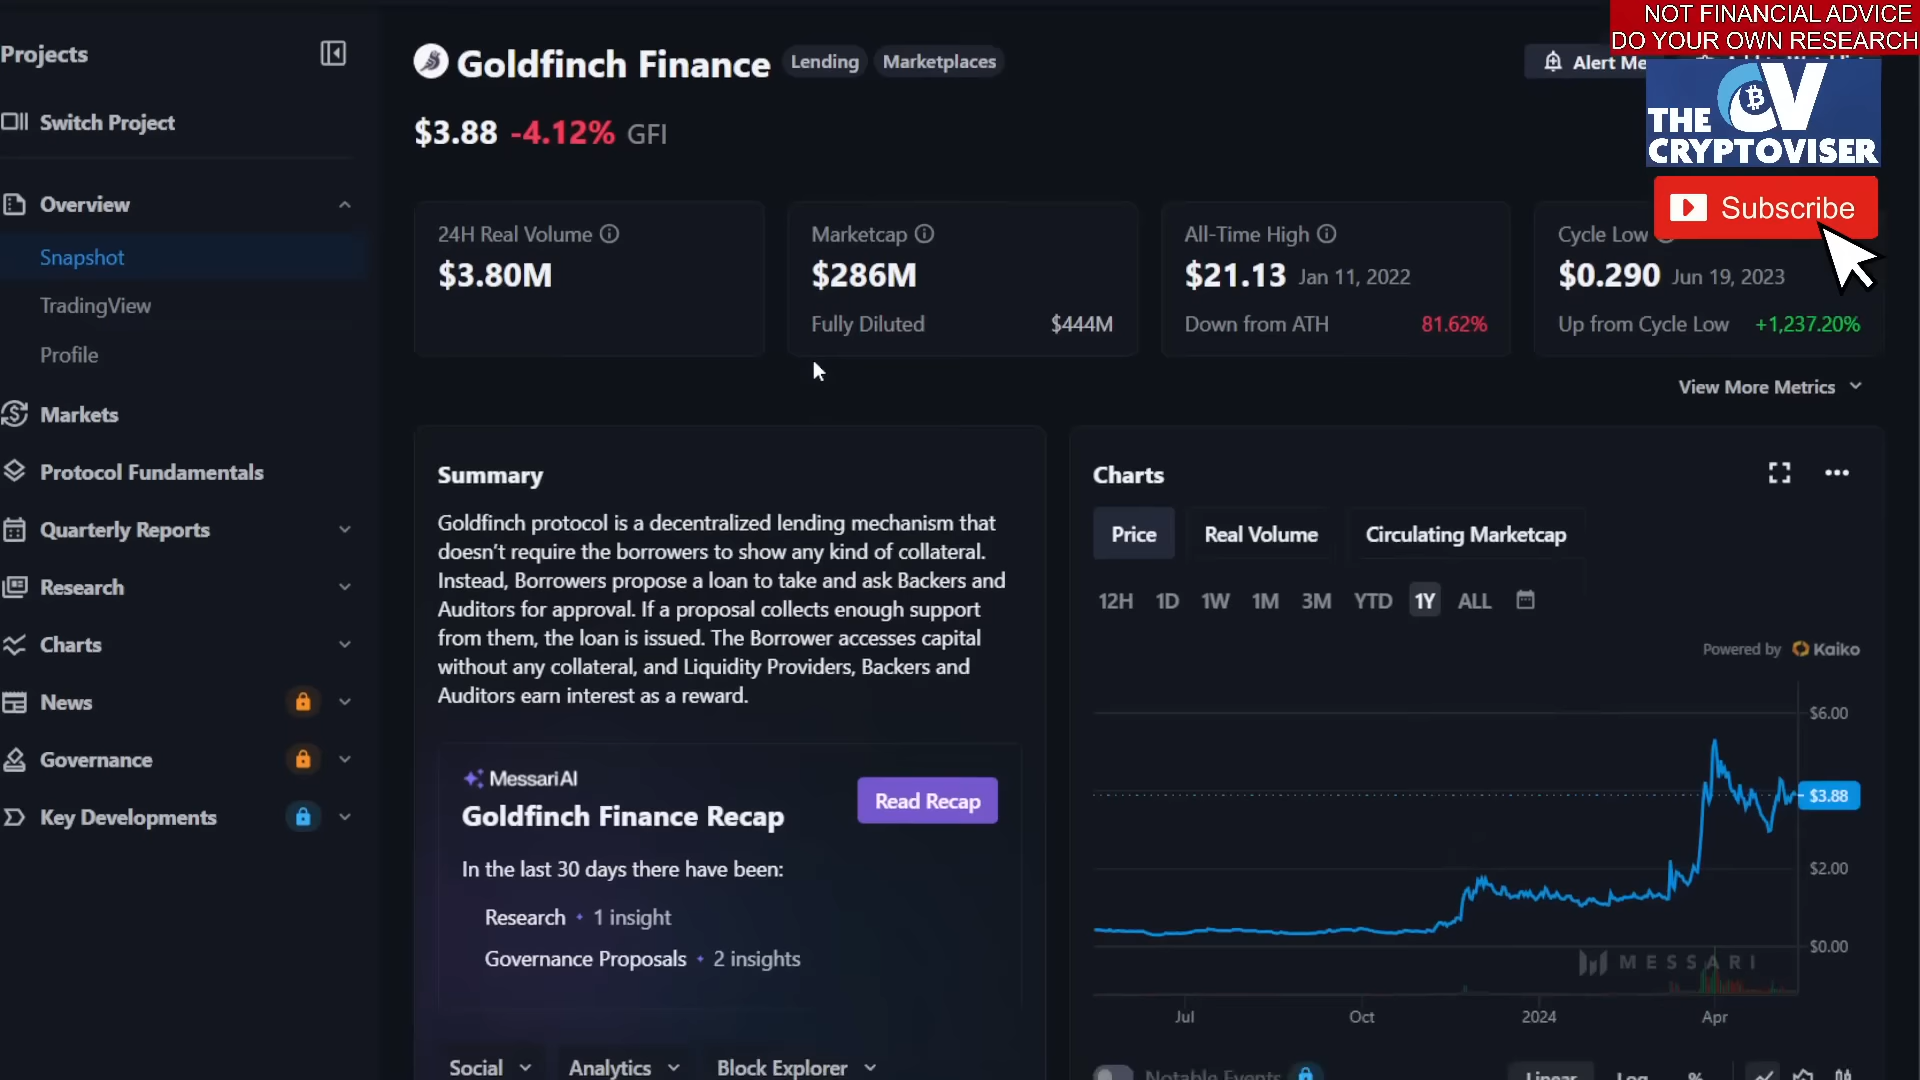 NOT FINANCIAL ADVICE
DO YOUR OWN RESEARCH
THE CV
CRYPTOVISER
Subscribe
Projects
Switch Project
Overview
Snapshot
TradingView
Profile
Markets
Protocol Fundamentals
Quarterly Reports
Research
Charts
News
Governance
Key Developments
Goldfinch Finance Lending Marketplaces
Alert Me
$3.88 -4.12% GFI
24H Real Volume
$3.80M
Marketcap
$286M
Fully Diluted $444M
All-Time High
$21.13 Jan 11, 2022
Down from ATH 81.62%
Cycle Low
$0.290 Jun 19, 2023
Up from Cycle Low +1,237.20%
View More Metrics
Summary
Goldfinch protocol is a decentralized lending mechanism that
doesn't require the borrowers to show any kind of collateral.
Instead, Borrowers propose a loan to take and ask Backers and
Auditors for approval. If a proposal collects enough support
from them, the loan is issued. The Borrower accesses capital
without any collateral, and Liquidity Providers, Backers and
Auditors earn interest as a reward.
Messari AI
Goldfinch Finance Recap
Read Recap
In the last 30 days there have been:
Research • 1 insight
Governance Proposals • 2 insights
Social Analytics Block Explorer
Charts
Price Real Volume Circulating Marketcap
12H 1D 1W 1M 3M YTD 1Y ALL
Powered by Kaiko
$6.00
$3.88
$2.00
$0.00
MESSARI
Jul Oct 2024 Apr
Notable Events
Linear Log %